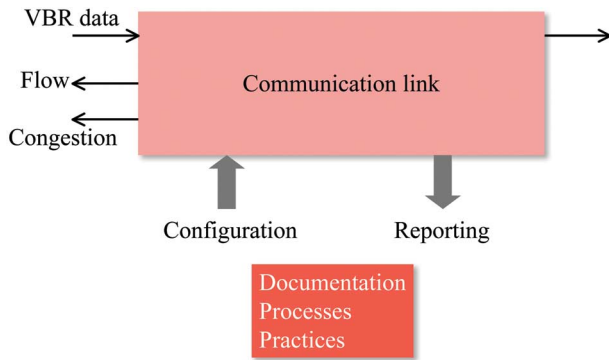 VBR data
Flow
Communication link
Congestion
Configuration
Reporting
Documentation
Processes
Practices